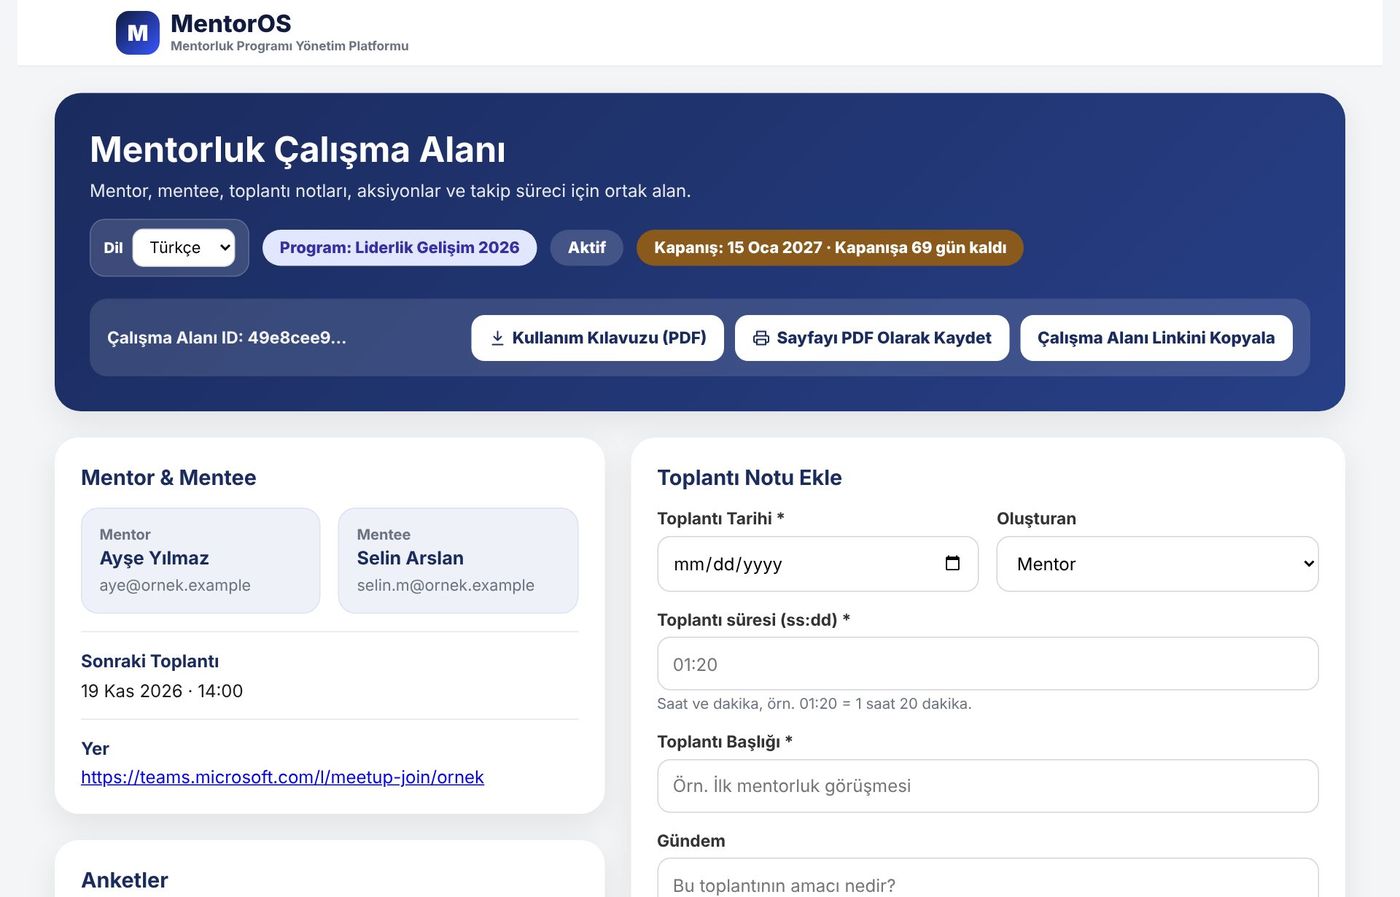 M
MentorOS
Mentorluk Programı Yönetim Platformu
Mentorluk Çalışma Alanı
Mentor, mentee, toplantı notları, aksiyonlar ve takip süreci için ortak alan.
Dil Türkçe Program: Liderlik Gelişim 2026 Aktif Kapanış: 15 Oca 2027 · Kapanışa 69 gün kaldı
Çalışma Alanı ID: 49e8cee9... Kullanım Kılavuzu (PDF) Sayfayı PDF Olarak Kaydet Çalışma Alanı Linkini Kopyala
Mentor & Mentee
Mentor
Ayşe Yılmaz
aye@ornek.example
Mentee
Selin Arslan
selin.m@ornek.example
Sonraki Toplantı
19 Kas 2026 · 14:00
Yer
https://teams.microsoft.com/l/meetup-join/ornek
Anketler
Toplantı Notu Ekle
Toplantı Tarihi *
mm/dd/yyyy
Oluşturan
Mentor
Toplantı süresi (ss:dd) *
01:20
Saat ve dakika, örn. 01:20 = 1 saat 20 dakika.
Toplantı Başlığı *
Örn. İlk mentorluk görüşmesi
Gündem
Bu toplantının amacı nedir?